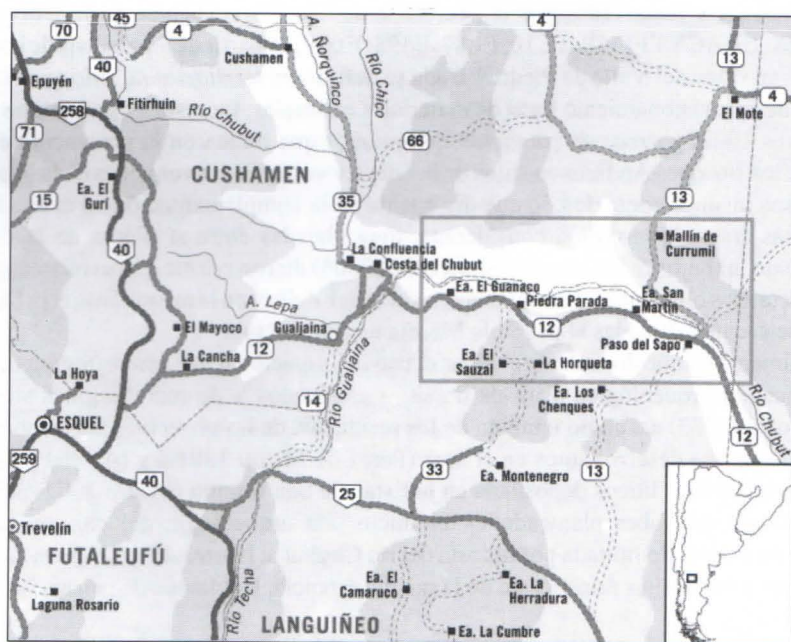 70
45
4
4
13
40
Cushamen
A. Norquinco
Río Chico
Epuyén
Fitirhuin
4
El Mote
258
Río Chubut
71
66
CUSHAMEN
13
15
Ea. El
Guri
35
Mallín de
Currumil
40
La Confluencia
Costa del Chubut
Ea. El Guanaco
Piedra Parada
Ea. San
Martín
A. Lepa
El Mayoco
Gualjaina
12
Paso del Sapo
La Cancha
12
Ea. El
Sauzal
La Horqueta
La Hoya
Río Gualjaina
Ea. Los
Chenques
Río Chubut
14
ESQUEL
12
259
33
13
40
25
Ea. Montenegro
Trevelín
FUTALEUFÚ
Ea. El
Camaruco
Ea. La
Herradura
Laguna Rosario
Río Techa
LANGUIÑEO
Ea. La Cumbre